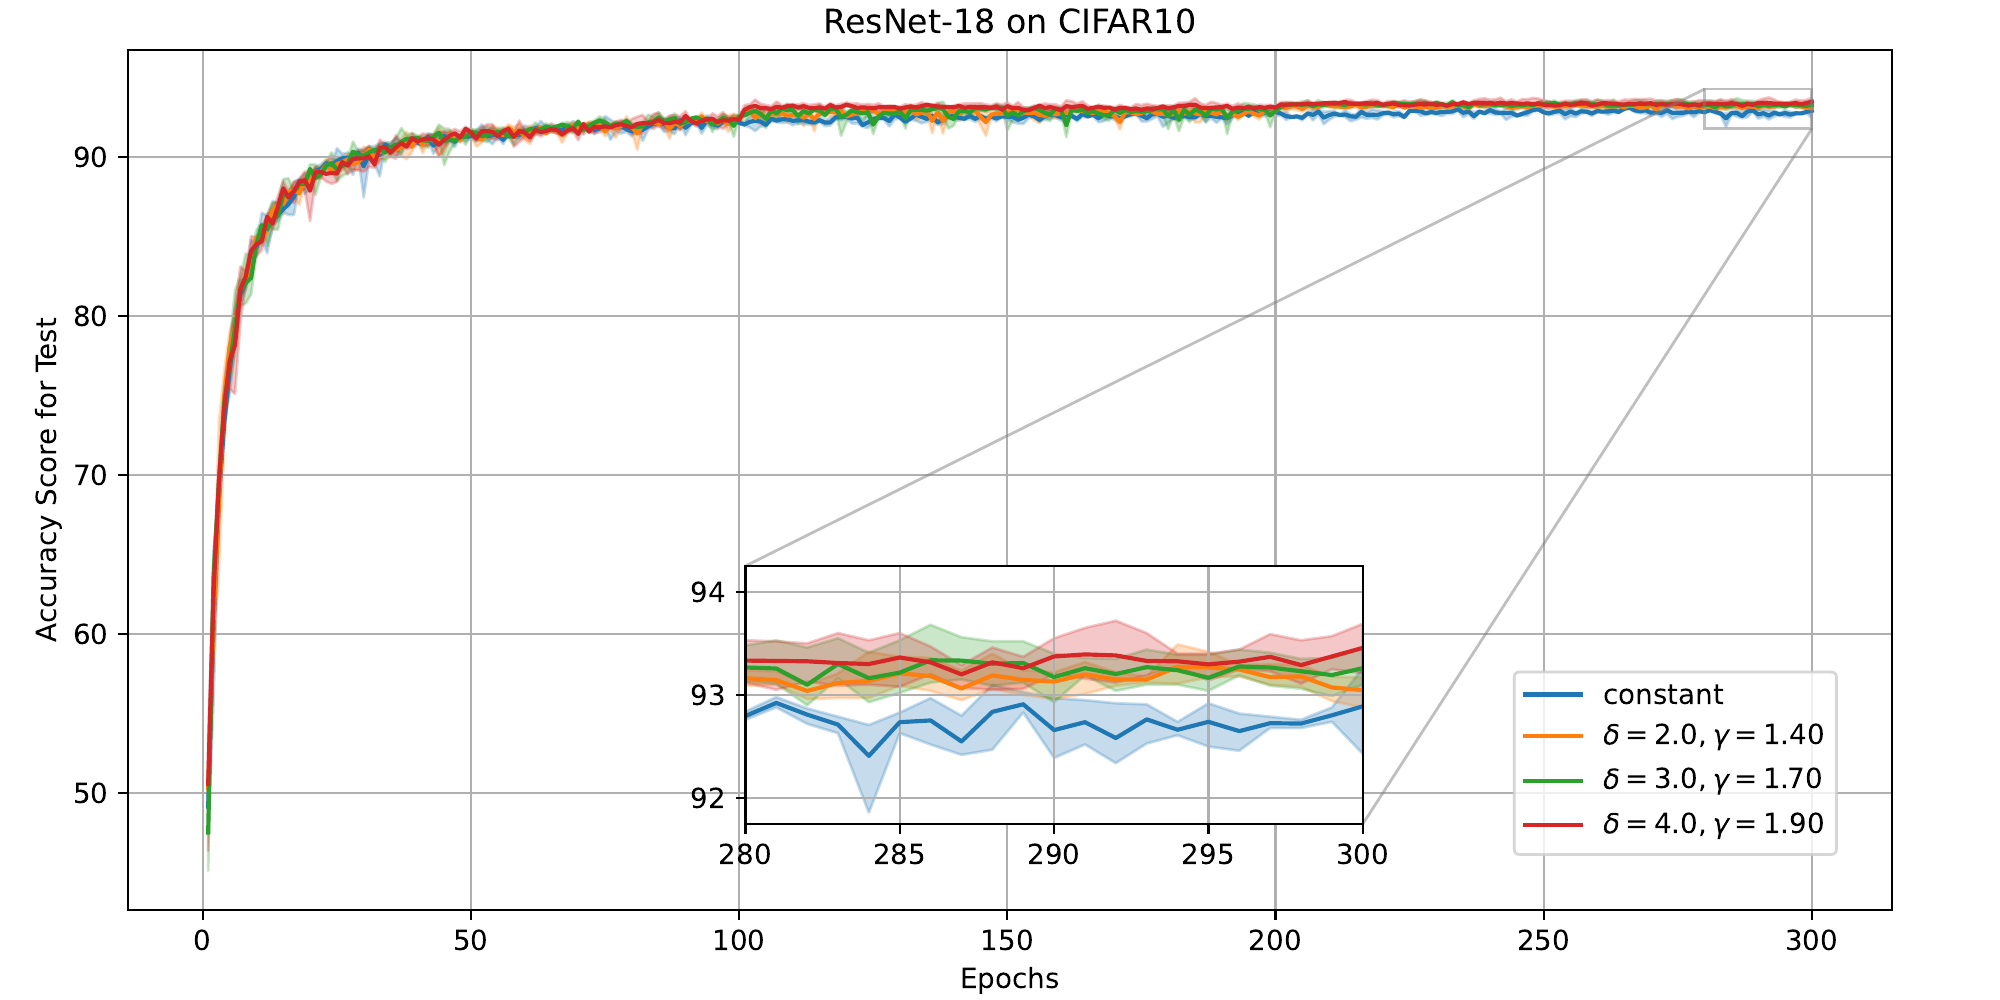 ResNet-18 on CIFAR10
Accuracy Score for Test
90
80
70
60
50
94
93
92
280 285 290 295 300
constant
δ = 2.0, γ = 1.40
δ = 3.0, γ = 1.70
δ = 4.0, γ = 1.90
0 50 100 150 200 250 300
Epochs